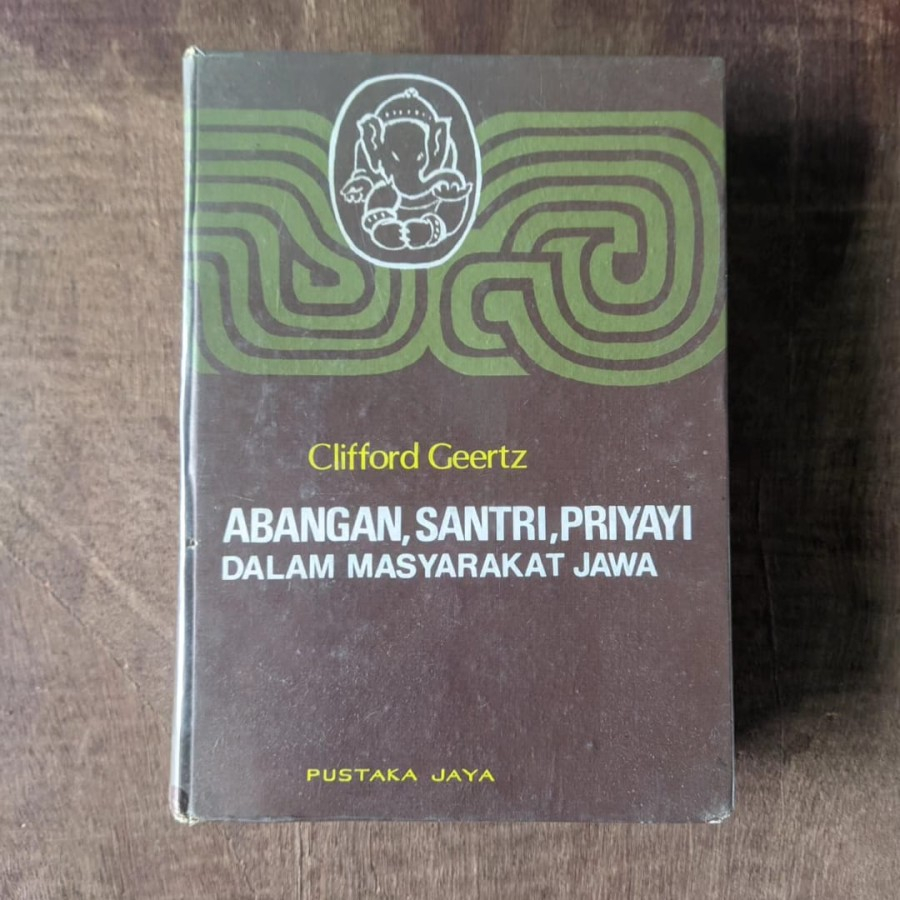 Clifford Geertz
ABANGAN, SANTRI, PRIYAYI
DALAM MASYARAKAT JAWA
PUSTAKA JAYA